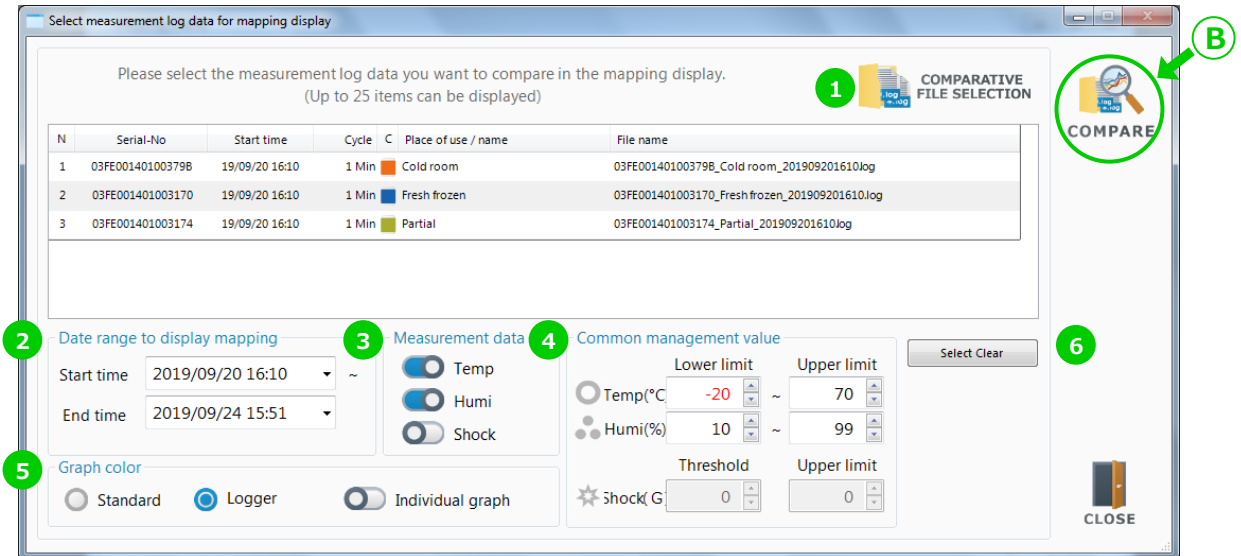 Select measurement log data for mapping display
B
Please select the measurement log data you want to compare in the mapping display.
(Up to 25 items can be displayed)
1
.log
COMPARATIVE
FILE SELECTION
COMPARE
N Serial-No Start time Cycle C Place of use / name File name
1 03FE00140100379B 19/09/20 16:10 1 Min Cold room 03FE00140100379B_Cold room_201909201610.log
2 03FE001401003170 19/09/20 16:10 1 Min Fresh frozen 03FE001401003170_Fresh frozen_201909201610.log
3 03FE001401003174 19/09/20 16:10 1 Min Partial 03FE001401003174_Partial_201909201610.log
2 Date range to display mapping
Start time 2019/09/20 16:10 ~
End time 2019/09/24 15:51
3 Measurement data
Temp
Humi
Shock
4 Common management value
Lower limit Upper limit
Temp(°C -20 ~ 70
Humi(%) 10 ~ 99
Threshold Upper limit
Shock( G 0 0
Select Clear 6
5 Graph color
Standard Logger Individual graph
CLOSE